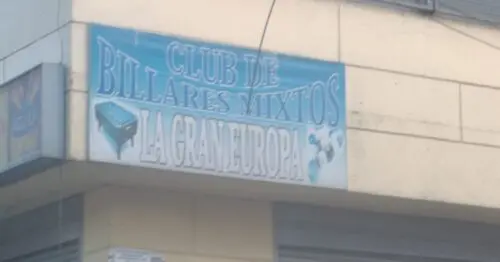 CLUB DE
BILLARES MIXTOS
LA GRAN EUROPA